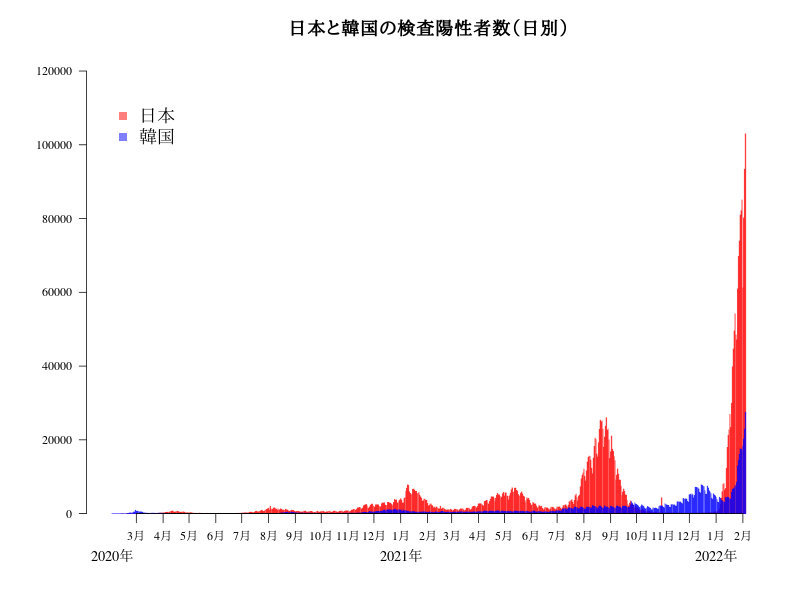 日本と韓国の検査陽性者数(日別)
120000
日本
100000
韓国
80000
60000
40000
20000
0
3月 4月 5月 6月 7月 8月 9月 10月 11月 12月 1月 2月 3月 4月 5月 6月 7月 8月 9月 10月 11月 12月 1月 2月
2020年 2021年 2022年